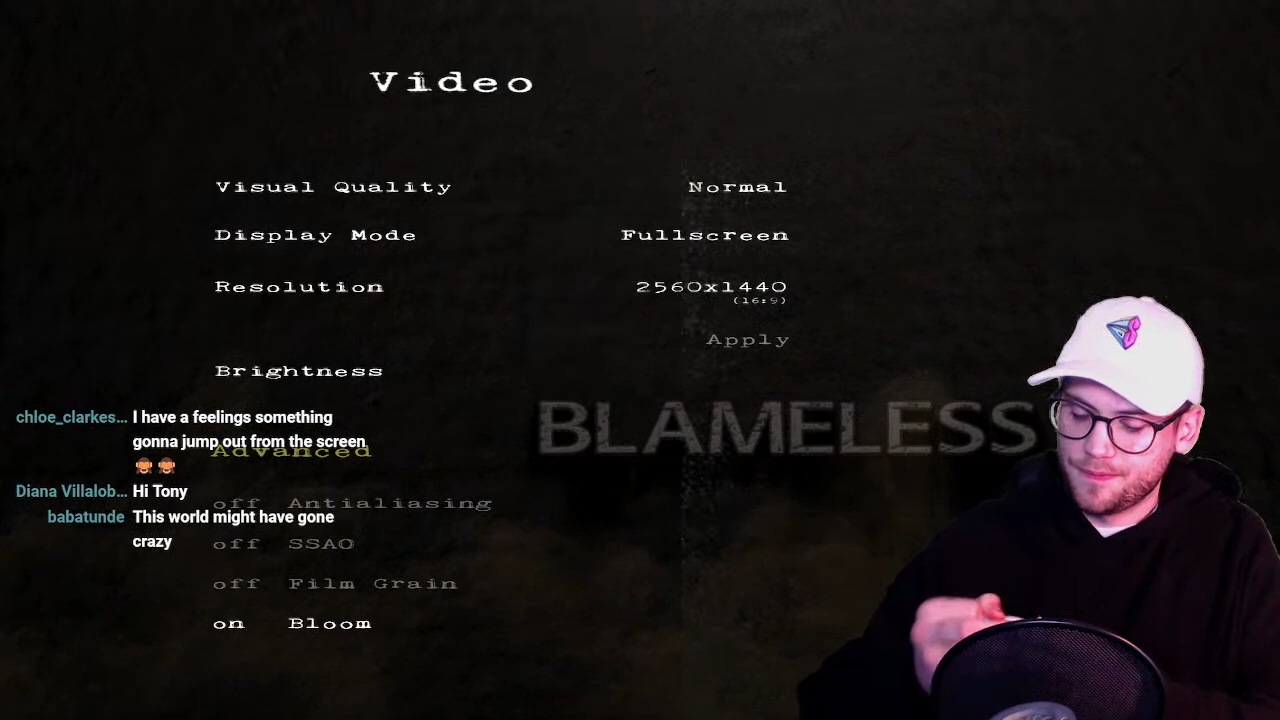 Video
Visual Quality Normal
Display Mode Fullscreen
Resolution 2560x1440
(16:9)
Apply
Brightness
BLAMELESS
chloe_clarkes… I have a feelings something
gonna jump out from the screen
🙈 🙈
Advanced
Diana Villalob… Hi Tony
off Antialiasing
babatunde This world might have gone
crazy
off SSAO
off Film Grain
on Bloom